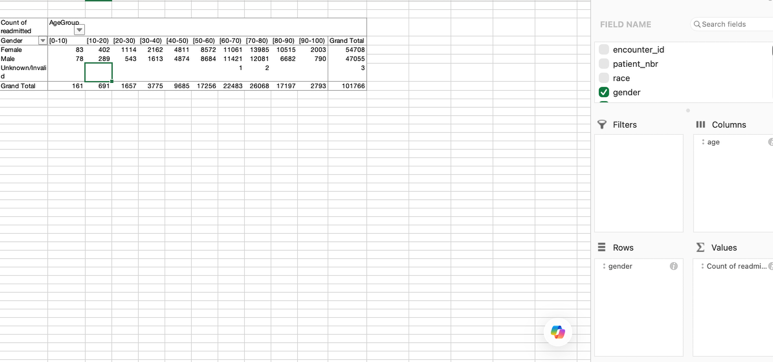 Count of AgeGroup
readmitted
Gender [0-10) [10-20) [20-30) [30-40) [40-50) [50-60) [60-70) [70-80) [80-90) [90-100) Grand Total
Female 83 402 1114 2162 4811 8572 11061 13985 10515 2003 54708
Male 78 289 543 1613 4874 8684 11421 12081 6682 790 47055
Unknown/Invali 1 2 3
d
Grand Total 161 691 1657 3775 9685 17256 22483 26068 17197 2793 101766
FIELD NAME Search fields
encounter_id
patient_nbr
race
gender
Filters Columns
age
Rows Values
gender Count of readmi...